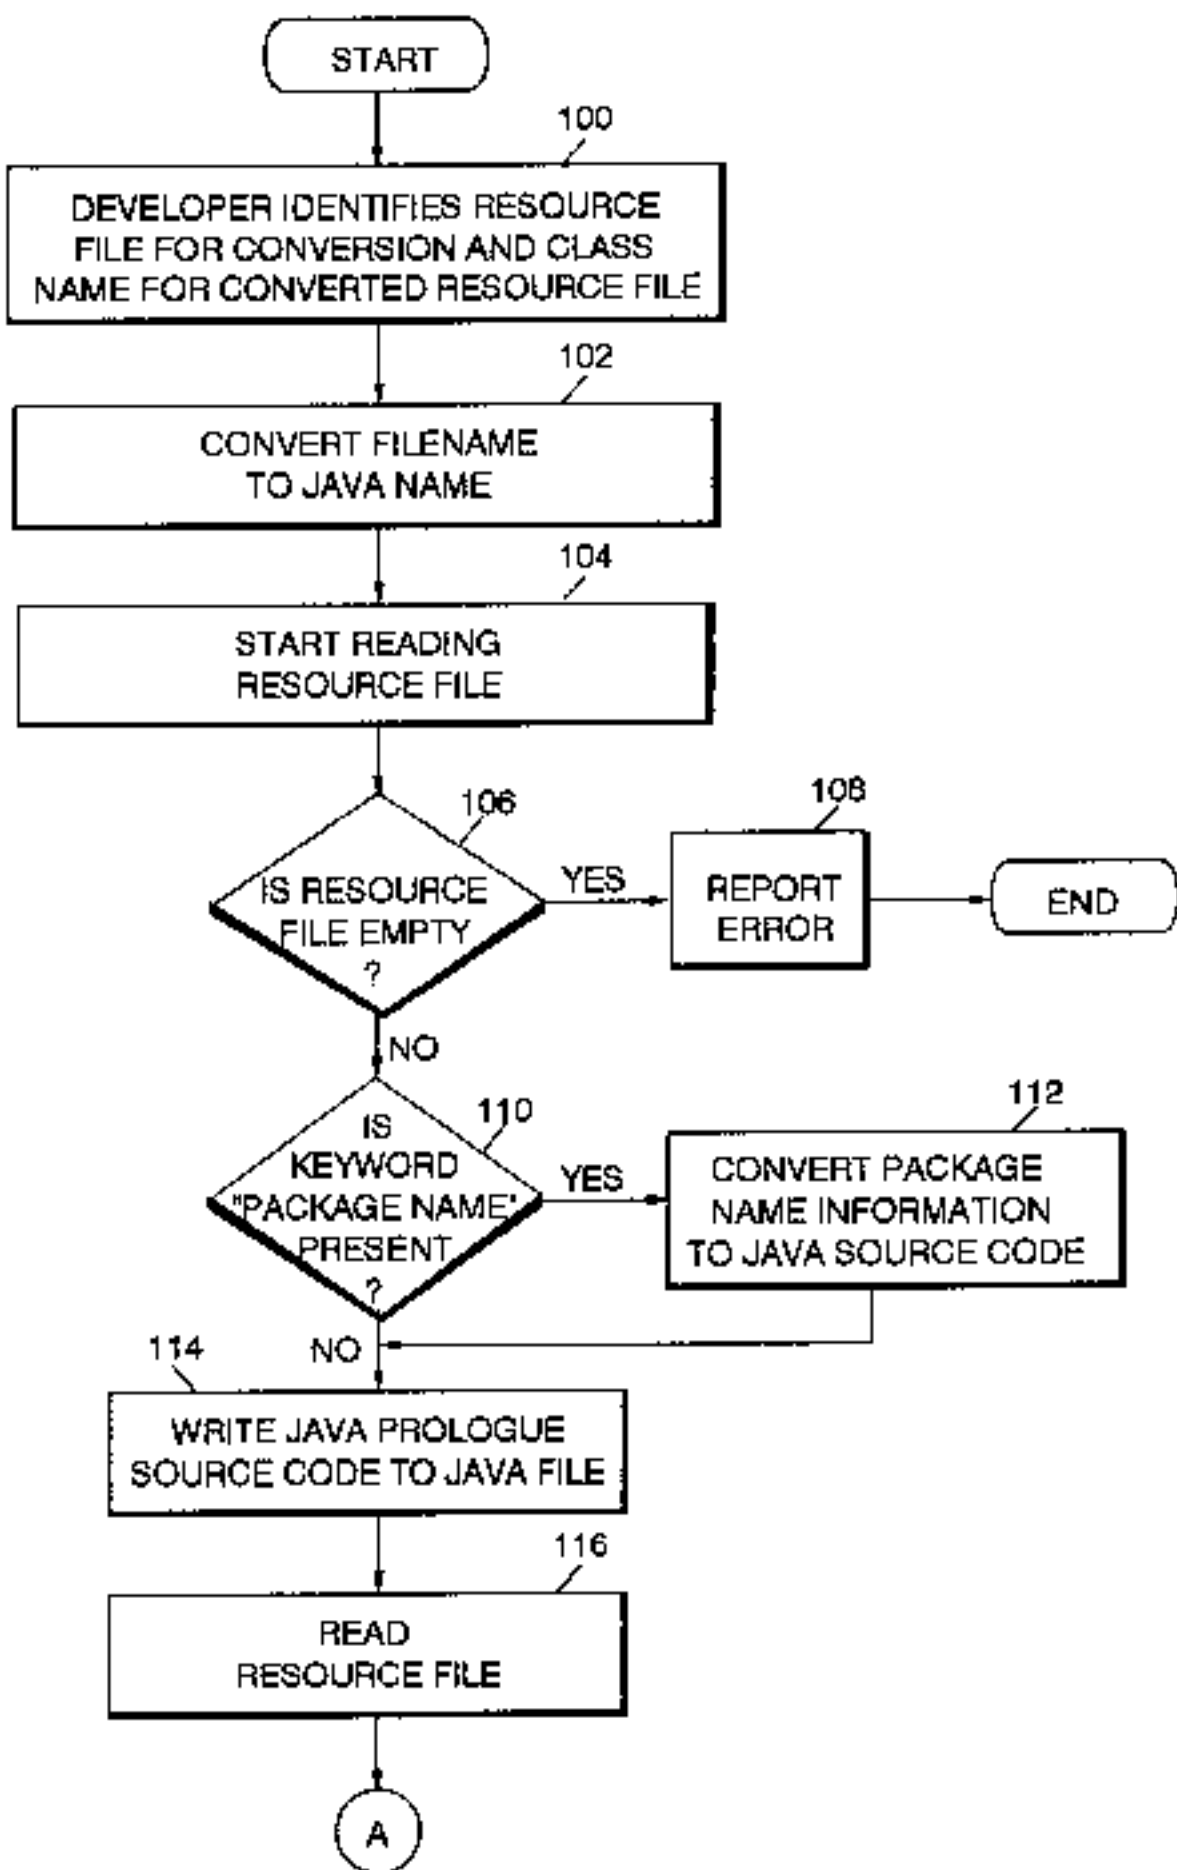 START
100
DEVELOPER IDENTIFIES RESOURCE
FILE FOR CONVERSION AND CLASS
NAME FOR CONVERTED RESOURCE FILE
102
CONVERT FILENAME
TO JAVA NAME
104
START READING
RESOURCE FILE
106
IS RESOURCE
FILE EMPTY
?
YES
108
REPORT
ERROR
END
NO
110
IS
KEYWORD
"PACKAGE NAME"
PRESENT
?
YES
112
CONVERT PACKAGE
NAME INFORMATION
TO JAVA SOURCE CODE
NO
114
WRITE JAVA PROLOGUE
SOURCE CODE TO JAVA FILE
116
READ
RESOURCE FILE
A